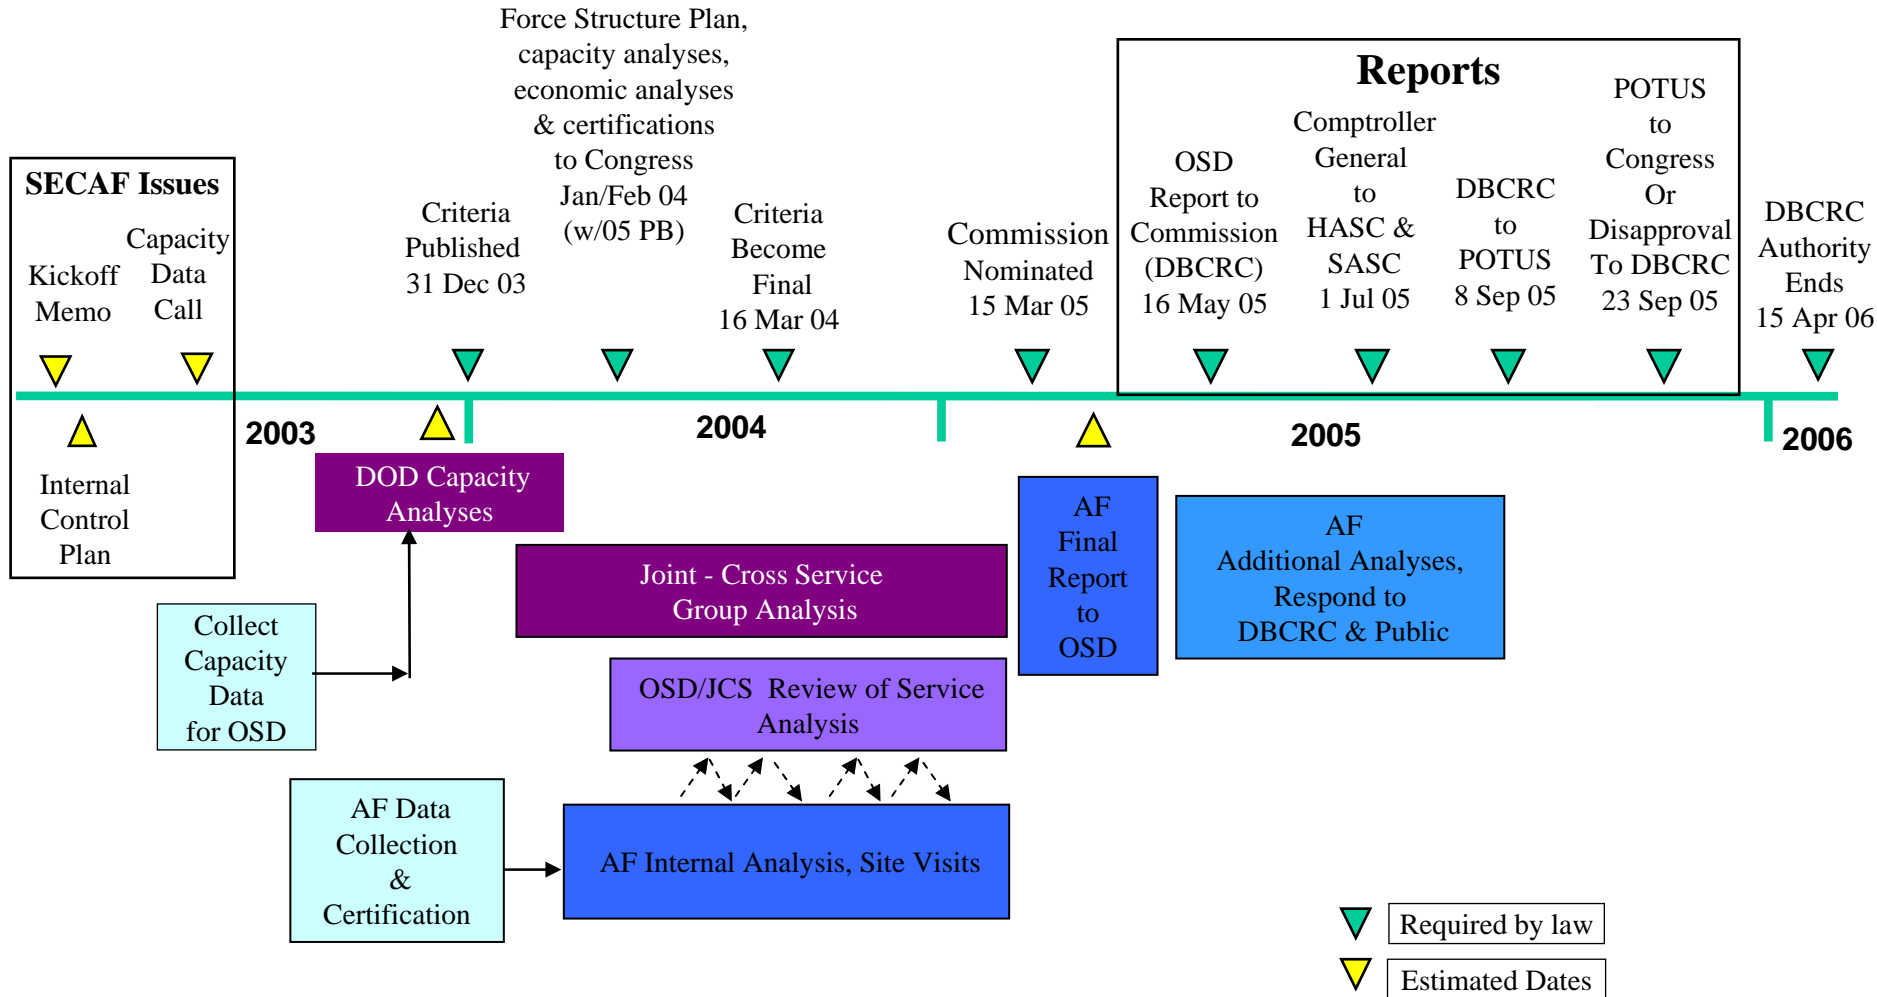 Force Structure Plan,
capacity analyses,
economic analyses
& certifications
to Congress
Jan/Feb 04
(w/05 PB)
Reports
SECAF Issues
Kickoff
Memo
Capacity
Data
Call
Criteria
Published
31 Dec 03
Criteria
Become
Final
16 Mar 04
Commission
Nominated
15 Mar 05
OSD
Report to
Commission
(DBCRC)
16 May 05
Comptroller
General
to
HASC &
SASC
1 Jul 05
DBCRC
to
POTUS
8 Sep 05
POTUS
to
Congress
Or
Disapproval
To DBCRC
23 Sep 05
DBCRC
Authority
Ends
15 Apr 06
2003
2004
2005
2006
Internal
Control
Plan
DOD Capacity
Analyses
Joint - Cross Service
Group Analysis
AF
Final
Report
to
OSD
AF
Additional Analyses,
Respond to
DBCRC & Public
Collect
Capacity
Data
for OSD
OSD/JCS Review of Service
Analysis
AF Data
Collection
&
Certification
AF Internal Analysis, Site Visits
Required by law
Estimated Dates